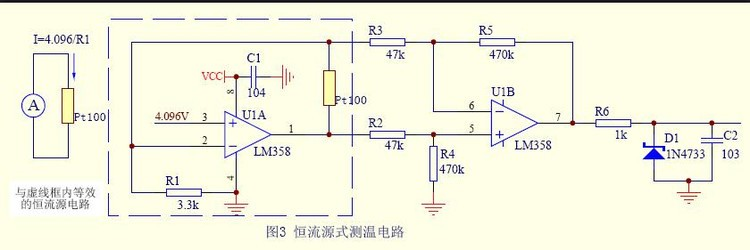 I=4.096/R1
A
Pt100
与虚线框内等效
的恒流源电路
VCC
C1
104
8
U1A
4.096V
3
2
1
LM358
4
R1
3.3k
Pt100
R3
47k
R5
470k
R2
47k
R4
470k
U1B
6
5
7
LM358
R6
1k
D1
1N4733
C2
103
图3 恒流源式测温电路